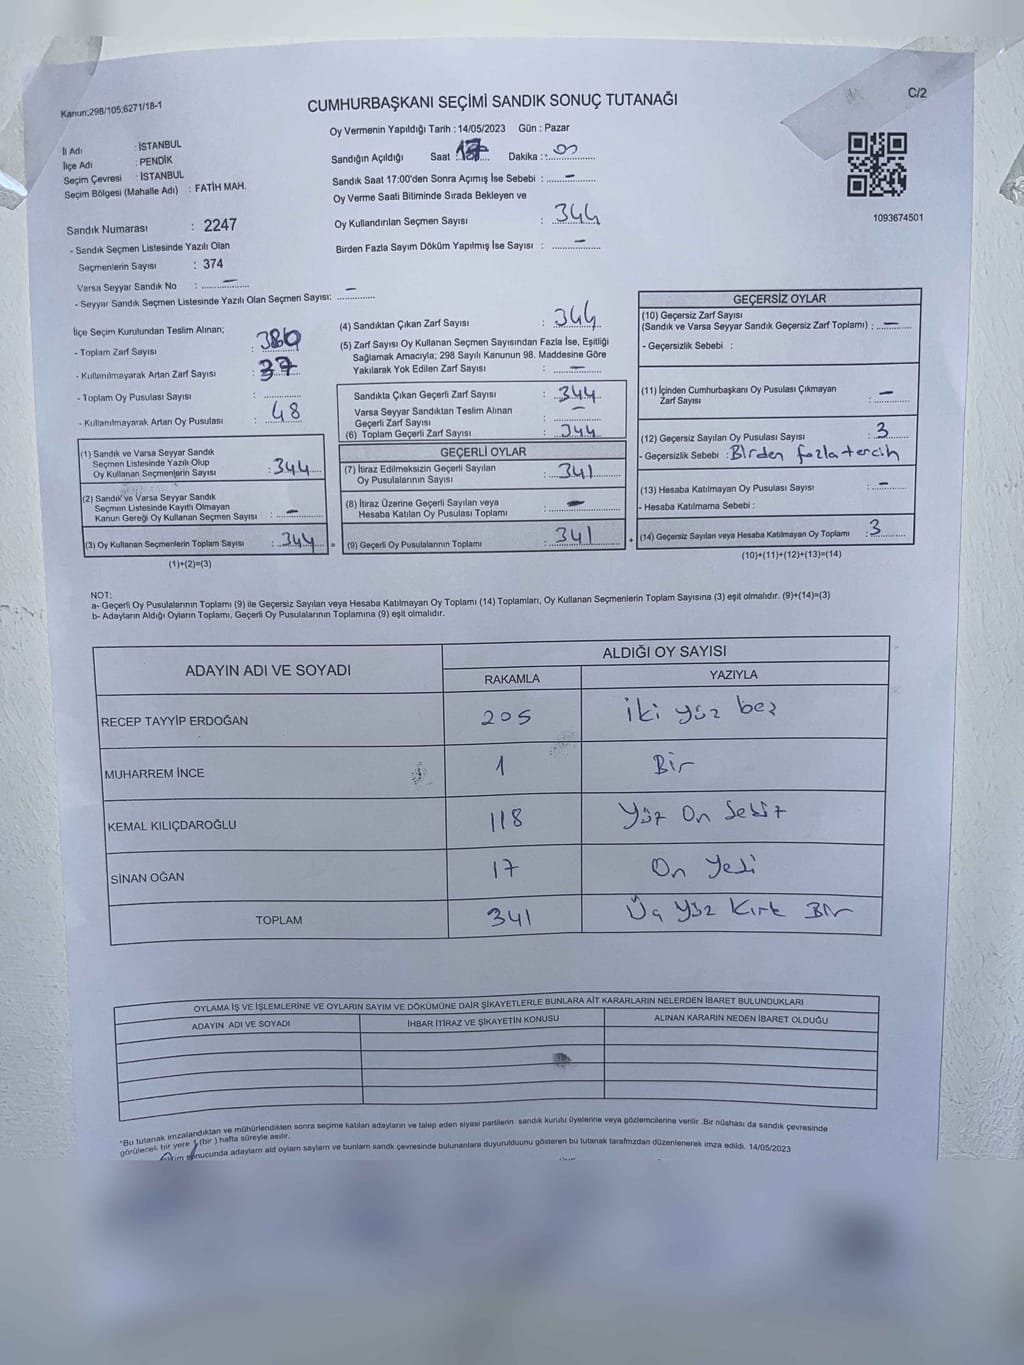 Kanun;298/105;6271/18-1
C/2
CUMHURBAŞKANI SEÇİMİ SANDIK SONUÇ TUTANAĞI
Oy Vermenin Yapıldığı Tarih : 14/05/2023 Gün : Pazar
İl Adı : İSTANBUL
İlçe Adı : PENDİK
Seçim Çevresi : İSTANBUL
Seçim Bölgesi (Mahalle Adı) : FATİH MAH.
Sandık Numarası : 2247
- Sandık Seçmen Listesinde Yazılı Olan
Seçmenlerin Sayısı : 374
Varsa Seyyar Sandık No : –
- Seyyar Sandık Seçmen Listesinde Yazılı Olan Seçmen Sayısı: –
Sandığın Açıldığı Saat 17 Dakika : 00
Sandık Saat 17:00'den Sonra Açımış İse Sebebi : –
Oy Verme Saati Bitiminde Sırada Bekleyen ve
Oy Kullandırılan Seçmen Sayısı : 344
Birden Fazla Sayım Döküm Yapılmış İse Sayısı : –
1093674501
İlçe Seçim Kurulundan Teslim Alınan;
- Toplam Zarf Sayısı : 380
- Kullanılmayarak Artan Zarf Sayısı : 37
- Toplam Oy Pusulası Sayısı :
- Kullanılmayarak Artan Oy Pusulası : 48
(1) Sandık ve Varsa Seyyar Sandık
Seçmen Listesinde Yazılı Olup
Oy Kullanan Seçmenlerin Sayısı : 344
(2) Sandık ve Varsa Seyyar Sandık
Seçmen Listesinde Kayıtlı Olmayan
Kanun Gereği Oy Kullanan Seçmen Sayısı : –
(3) Oy Kullanan Seçmenlerin Toplam Sayısı : 344 =
(1)+(2)=(3)
(4) Sandıktan Çıkan Zarf Sayısı : 344
(5) Zarf Sayısı Oy Kullanan Seçmen Sayısından Fazla İse, Eşitliği
Sağlamak Amacıyla; 298 Sayılı Kanunun 98. Maddesine Göre
Yakılarak Yok Edilen Zarf Sayısı : –
Sandıkta Çıkan Geçerli Zarf Sayısı : 344
Varsa Seyyar Sandıktan Teslim Alınan
Geçerli Zarf Sayısı : –
(6) Toplam Geçerli Zarf Sayısı : 344
GEÇERLİ OYLAR
(7) İtiraz Edilmeksizin Geçerli Sayılan
Oy Pusulalarının Sayısı : 341
(8) İtiraz Üzerine Geçerli Sayılan veya
Hesaba Katılan Oy Pusulası Toplamı : –
(9) Geçerli Oy Pusulalarının Toplamı : 341 +
GEÇERSİZ OYLAR
(10) Geçersiz Zarf Sayısı
(Sandık ve Varsa Seyyar Sandık Geçersiz Zarf Toplamı) : –
- Geçersizlik Sebebi :
(11) İçinden Cumhurbaşkanı Oy Pusulası Çıkmayan
Zarf Sayısı : –
(12) Geçersiz Sayılan Oy Pusulası Sayısı : 3
- Geçersizlik Sebebi : Birden fazla tercih
(13) Hesaba Katılmayan Oy Pusulası Sayısı : –
- Hesaba Katılmama Sebebi :
(14) Geçersiz Sayılan veya Hesaba Katılmayan Oy Toplamı : 3
(10)+(11)+(12)+(13)=(14)
NOT:
a- Geçerli Oy Pusulalarının Toplamı (9) ile Geçersiz Sayılan veya Hesaba Katılmayan Oy Toplamı (14) Toplamları, Oy Kullanan Seçmenlerin Toplam Sayısına (3) eşit olmalıdır. (9)+(14)=(3)
b- Adayların Aldığı Oyların Toplamı, Geçerli Oy Pusulalarının Toplamına (9) eşit olmalıdır.
ADAYIN ADI VE SOYADI ALDIĞI OY SAYISI
RAKAMLA YAZIYLA
RECEP TAYYİP ERDOĞAN 205 İki yüz beş
MUHARREM İNCE 1 Bir
KEMAL KILIÇDAROĞLU 118 Yüz On Sekiz
SİNAN OĞAN 17 On Yedi
TOPLAM 341 Üç Yüz Kırk Bir
OYLAMA İŞ VE İŞLEMLERİNE VE OYLARIN SAYIM VE DÖKÜMÜNE DAİR ŞİKAYETLERLE BUNLARA AİT KARARLARIN NELERDEN İBARET BULUNDUKLARI
ADAYIN ADI VE SOYADI İHBAR İTİRAZ VE ŞİKAYETİN KONUSU ALINAN KARARIN NEDEN İBARET OLDUĞU
*Bu tutanak imzalandıktan ve mühürlendikten sonra seçime katılan adayların ve talep eden siyasi partilerin sandık kurulu üyelerine veya gözlemcilerine verilir .Bir nüshası da sandık çevresinde
görülecek bir yere 1 (bir ) hafta süreyle asılır.
sonucunda adayların ald oyların sayların ve bunların sandık çevresinde bulunanlara duyurulduunu gösteren bu tutanak tarafmzdan düzenlenerek imza edildi. 14/05/2023